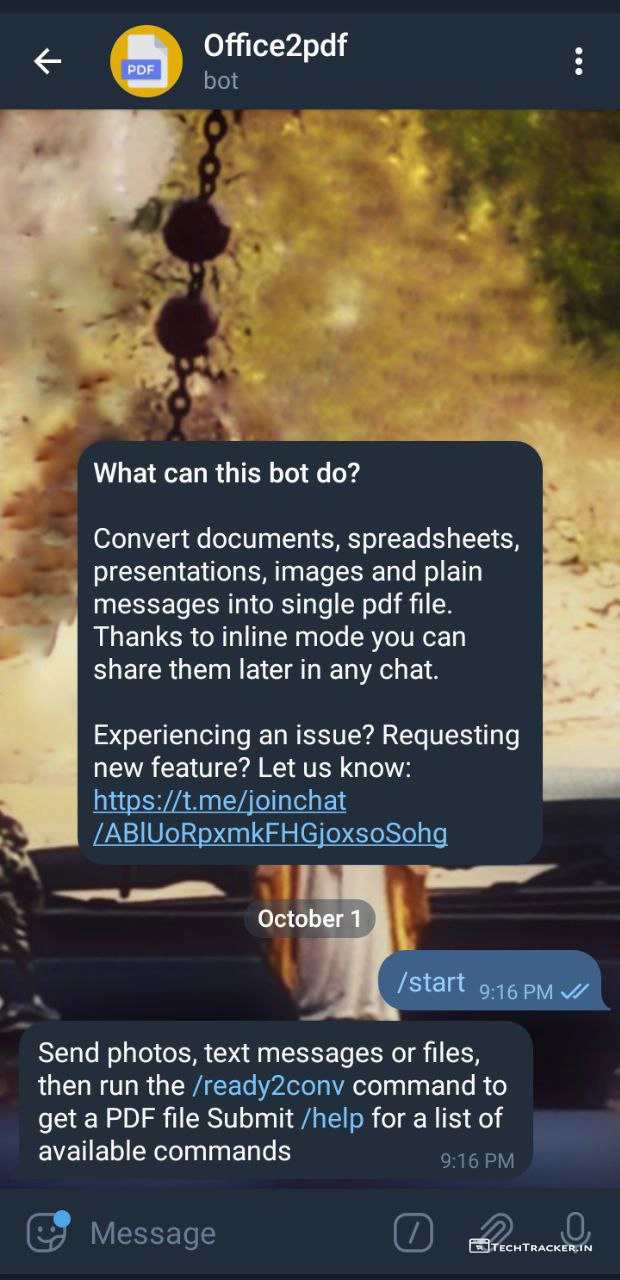 Office2pdf
PDF
bot
What can this bot do?
Convert documents, spreadsheets,
presentations, images and plain
messages into single pdf file.
Thanks to inline mode you can
share them later in any chat.
Experiencing an issue? Requesting
new feature? Let us know:
https://t.me/joinchat
/ABlUoRpxmkFHGjoxsoSohg
October 1
/start 9:16 PM
Send photos, text messages or files,
then run the /ready2conv command to
get a PDF file Submit /help for a list of
available commands
9:16 PM
Message
TECHTRACKER.IN